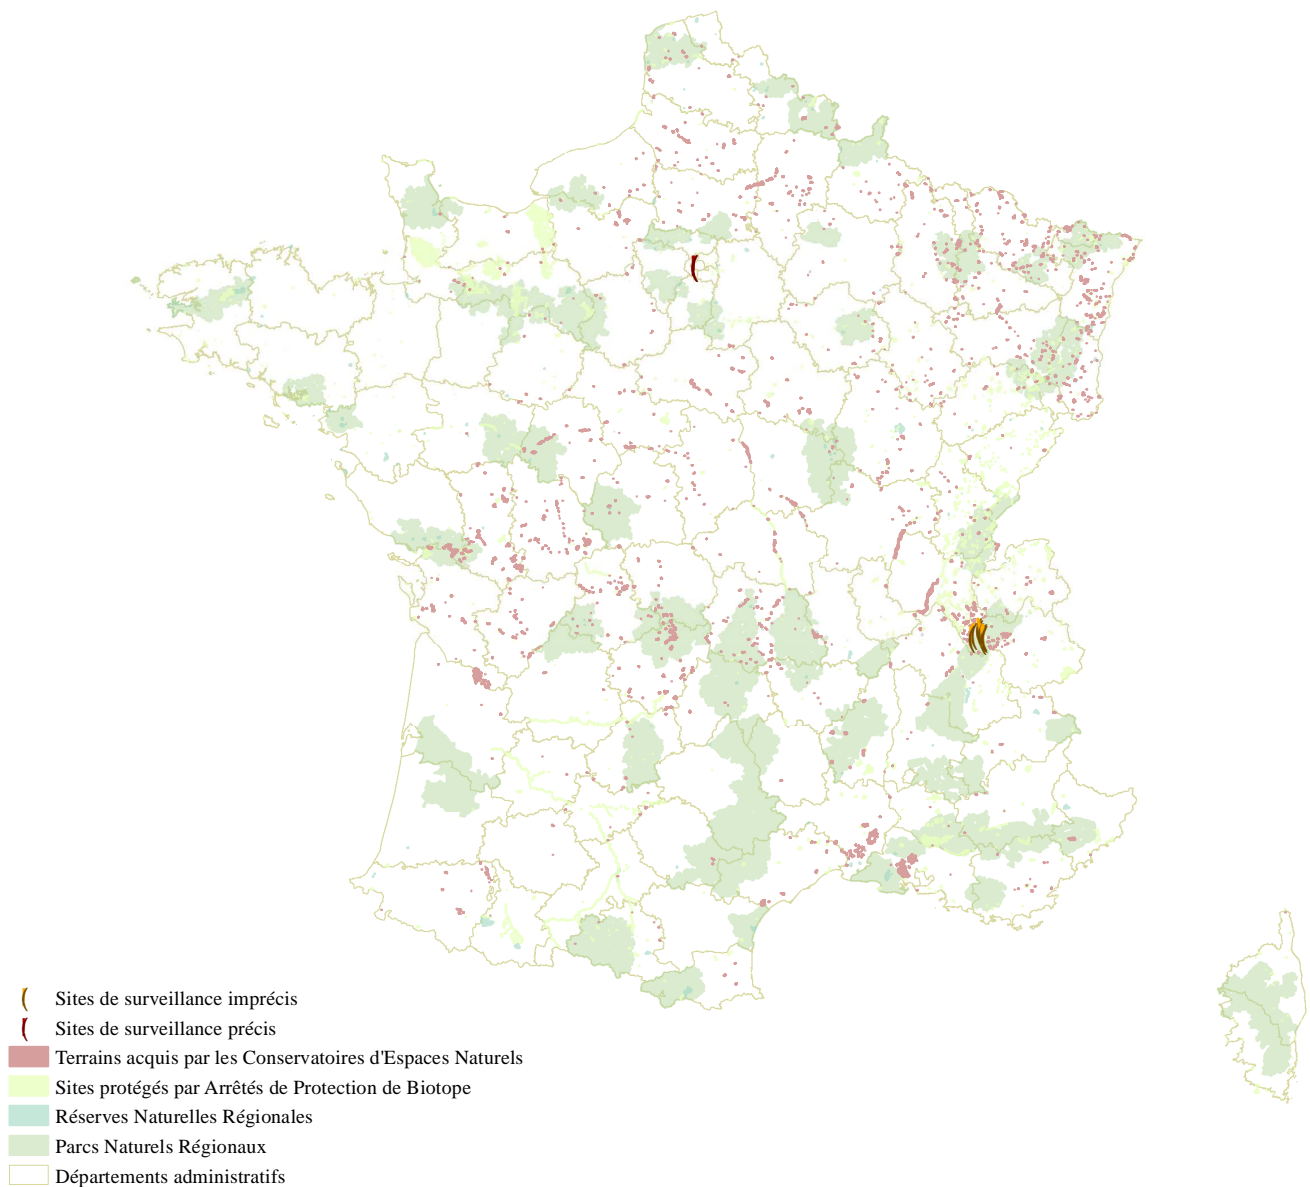 Sites de surveillance imprécis
Sites de surveillance précis
Terrains acquis par les Conservatoires d'Espaces Naturels
Sites protégés par Arrêtés de Protection de Biotope
Réserves Naturelles Régionales
Parcs Naturels Régionaux
Départements administratifs